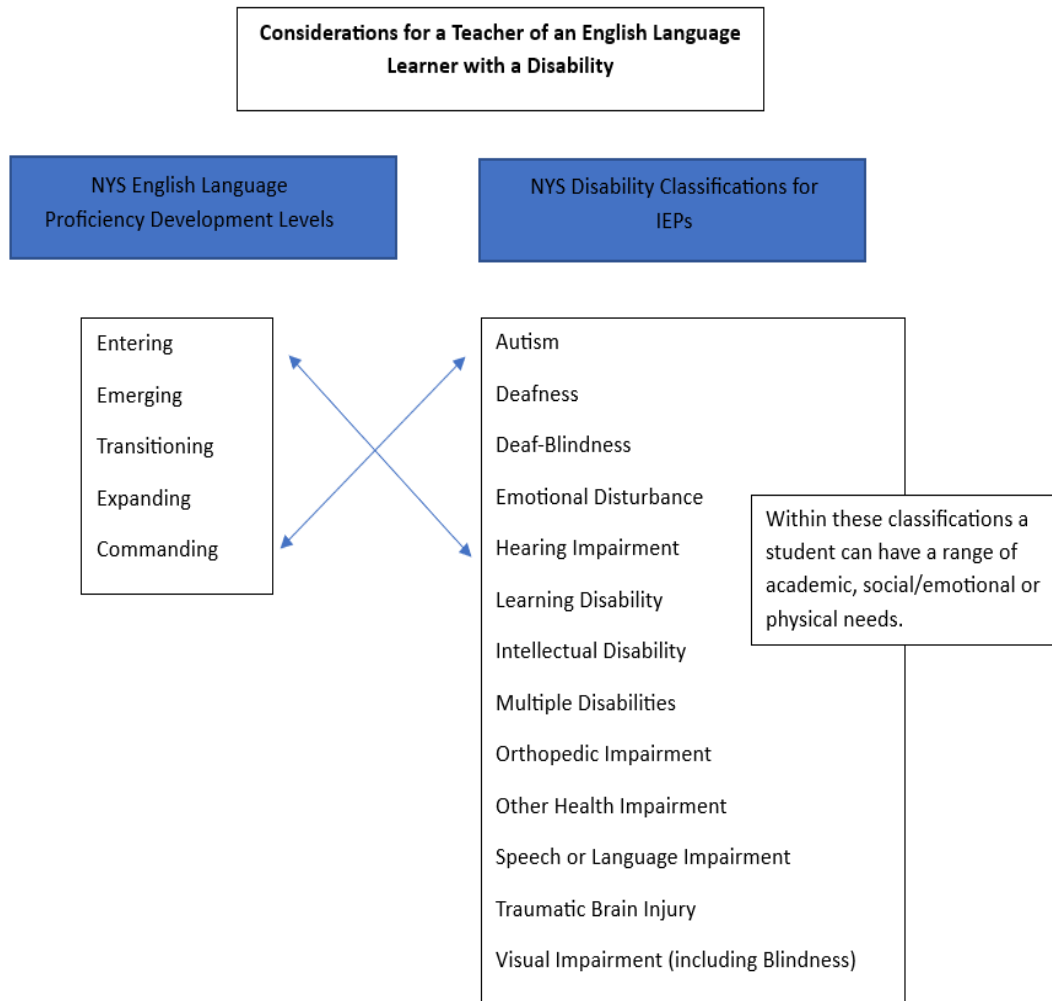 Considerations for a Teacher of an English Language
Learner with a Disability
NYS English Language
Proficiency Development Levels
NYS Disability Classifications for
IEPs
Entering
Emerging
Transitioning
Expanding
Commanding
Autism
Deafness
Deaf-Blindness
Emotional Disturbance
Hearing Impairment
Learning Disability
Intellectual Disability
Multiple Disabilities
Orthopedic Impairment
Other Health Impairment
Speech or Language Impairment
Traumatic Brain Injury
Visual Impairment (including Blindness)
Within these classifications a
student can have a range of
academic, social/emotional or
physical needs.